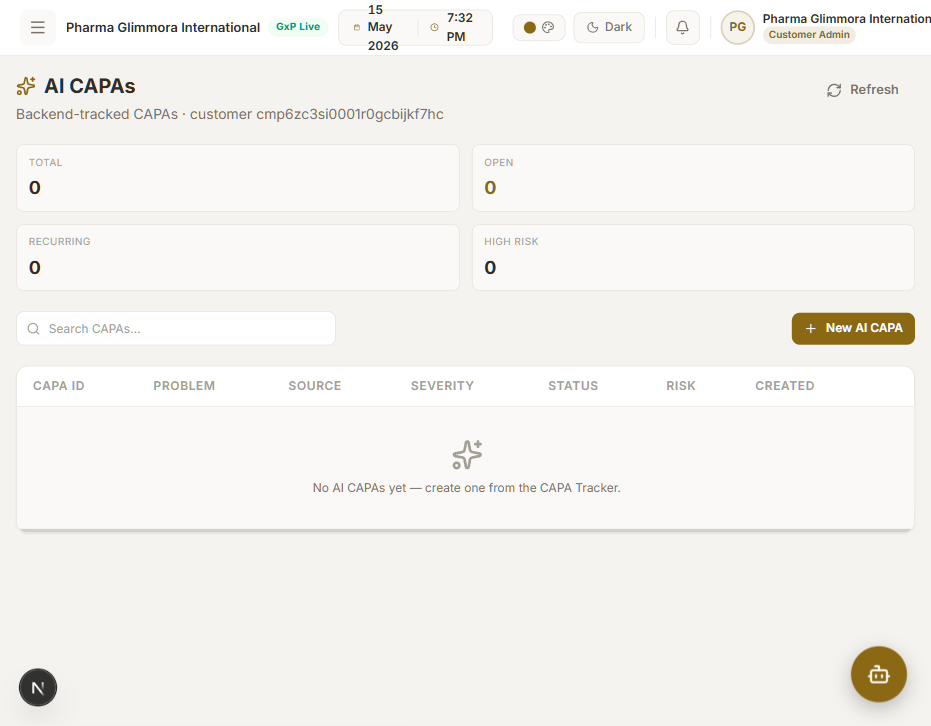 Pharma Glimmora International
GxP Live
15
May
2026
7:32
PM
Dark
PG
Pharma Glimmora Internation
Customer Admin
AI CAPAs
Refresh
Backend-tracked CAPAs · customer cmp6zc3si0001r0gcbijkf7hc
TOTAL
0
OPEN
0
RECURRING
0
HIGH RISK
0
Search CAPAs...
New AI CAPA
CAPA ID PROBLEM SOURCE SEVERITY STATUS RISK CREATED
No AI CAPAs yet — create one from the CAPA Tracker.
N